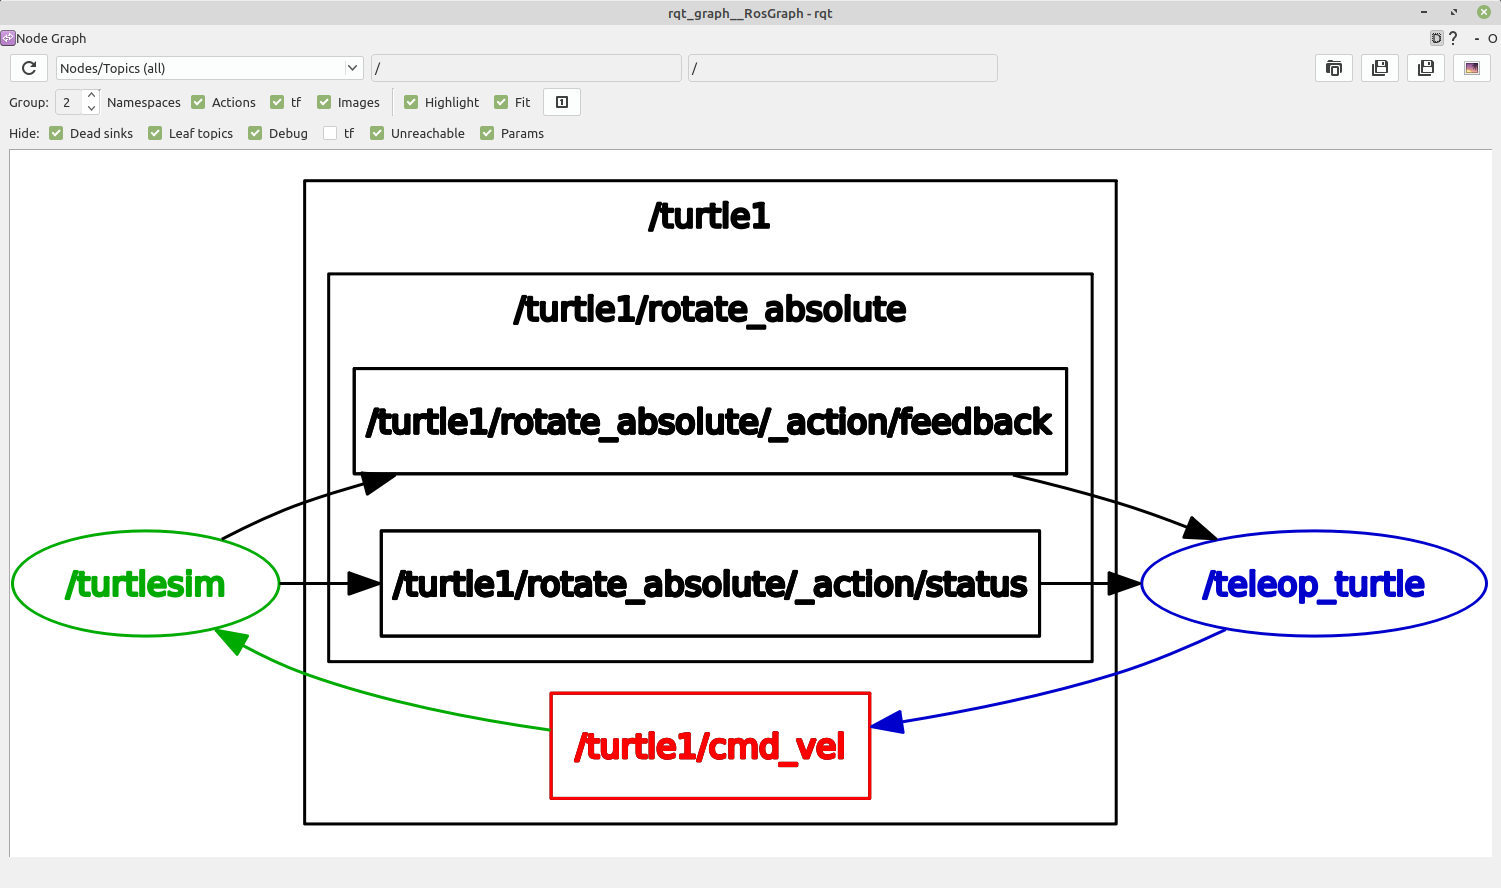 rqt_graph__RosGraph - rqt
Node Graph
D ? - O
Nodes/Topics (all) / /
Group: 2 Namespaces Actions tf Images Highlight Fit 1
Hide: Dead sinks Leaf topics Debug tf Unreachable Params
/turtle1
/turtle1/rotate_absolute
/turtle1/rotate_absolute/_action/feedback
/turtlesim
/turtle1/rotate_absolute/_action/status
/teleop_turtle
/turtle1/cmd_vel